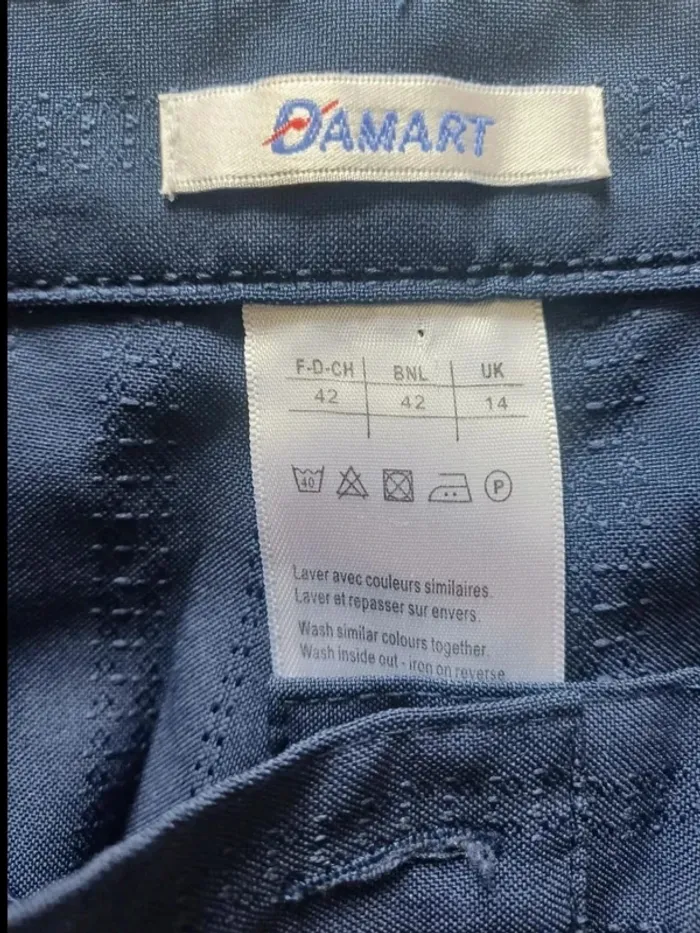 DAMART
F-D-CH BNL UK
42 42 14
40 P
Laver avec couleurs similaires.
Laver et repasser sur envers.
Wash similar colours together.
Wash inside out - iron on reverse